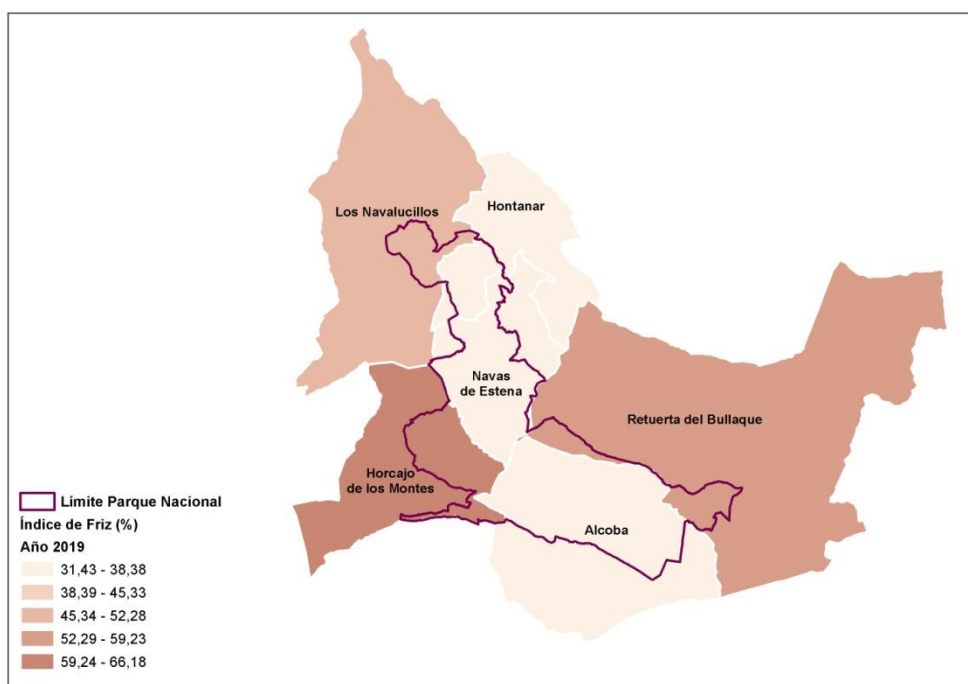 Hontanar
Los Navalucillos
Navas
de Estena
Retuerta del Bullaque
Horcajo
de los Montes
Alcoba
Límite Parque Nacional
Índice de Friz (%)
Año 2019
31,43 - 38,38
38,39 - 45,33
45,34 - 52,28
52,29 - 59,23
59,24 - 66,18